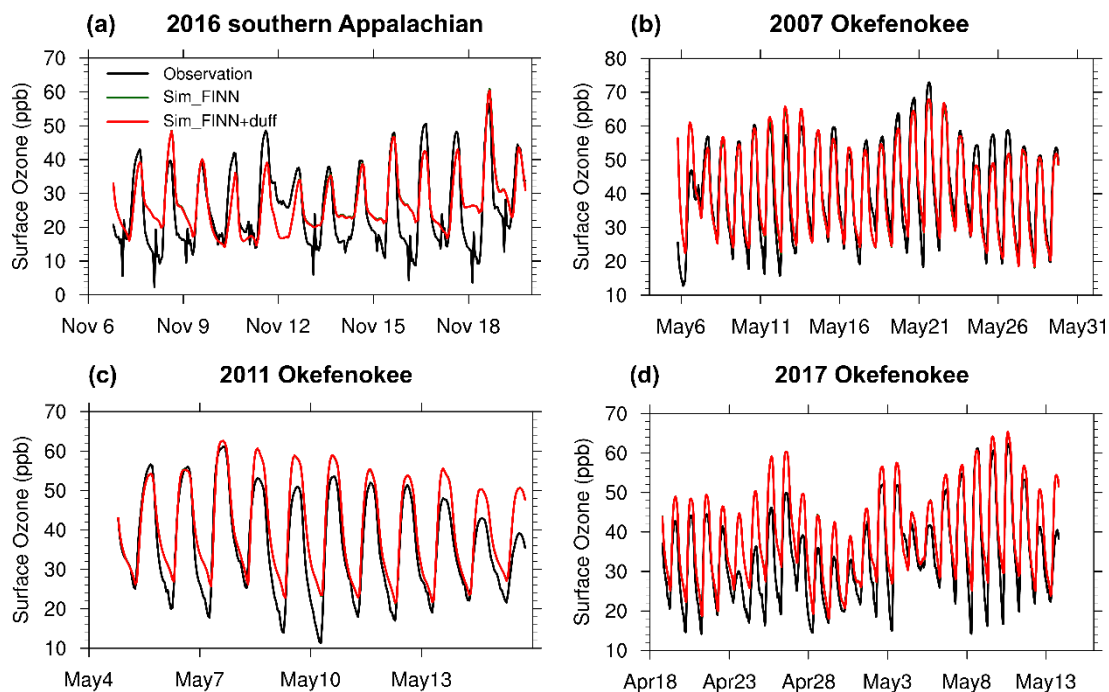 (a) 2016 southern Appalachian
Surface Ozone (ppb)
70
60
50
40
30
20
10
0
Observation
Sim_FINN
Sim_FINN+duff
Nov 6 Nov 9 Nov 12 Nov 15 Nov 18
(b) 2007 Okefenokee
Surface Ozone (ppb)
80
70
60
50
40
30
20
10
May6 May11 May16 May21 May26 May31
(c) 2011 Okefenokee
Surface Ozone (ppb)
70
60
50
40
30
20
10
May4 May7 May10 May13
(d) 2017 Okefenokee
Surface Ozone (ppb)
70
60
50
40
30
20
10
Apr18 Apr23 Apr28 May3 May8 May13